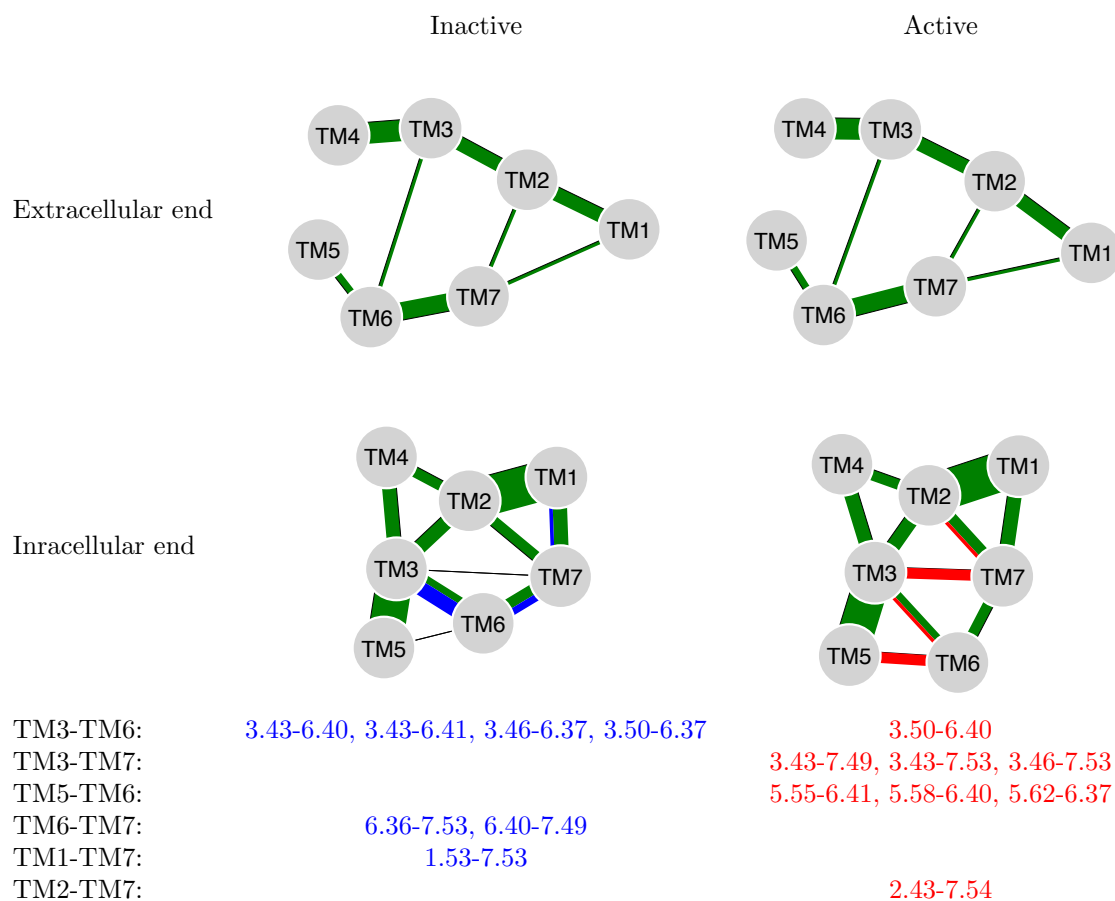 Inactive Active
TM4 TM3 TM2 TM1 TM5 TM7 TM6
TM4 TM3 TM2 TM1 TM5 TM7 TM6
Extracellular end
TM4 TM1 TM2 TM3 TM7 TM6 TM5
TM4 TM1 TM2 TM3 TM7 TM5 TM6
Inracellular end
TM3-TM6: 3.43-6.40, 3.43-6.41, 3.46-6.37, 3.50-6.37 3.50-6.40
TM3-TM7: 3.43-7.49, 3.43-7.53, 3.46-7.53
TM5-TM6: 5.55-6.41, 5.58-6.40, 5.62-6.37
TM6-TM7: 6.36-7.53, 6.40-7.49
TM1-TM7: 1.53-7.53
TM2-TM7: 2.43-7.54